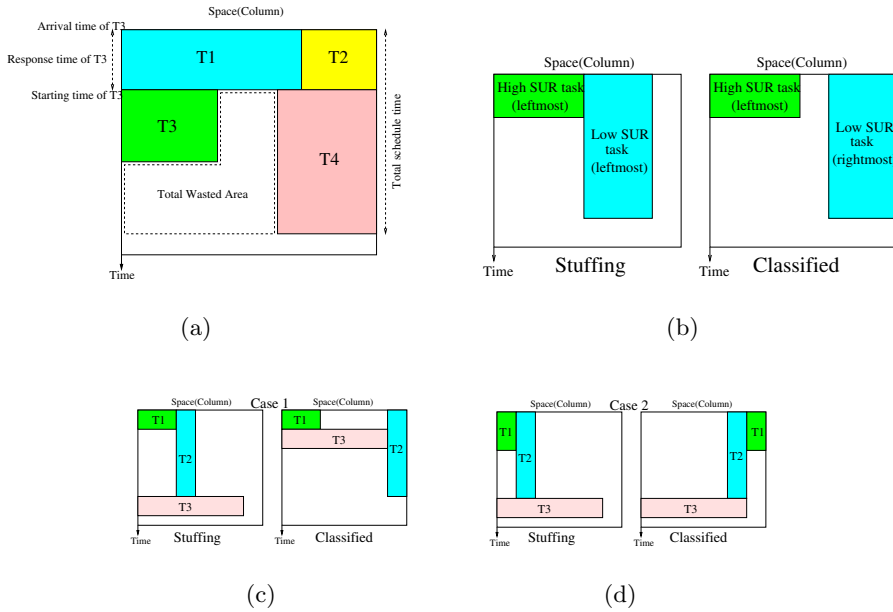 Space(Column)
Arrival time of T3
Response time of T3
Starting time of T3
T1
T2
T3
T4
Total Wasted Area
Total schedule time
Time
(a)
Space(Column)
High SUR task
(leftmost)
Low SUR
task
(leftmost)
Time
Stuffing
Space(Column)
High SUR task
(leftmost)
Low SUR
task
(rightmost)
Time
Classified
(b)
Case 1
Space(Column)
T1
T2
T3
Time
Stuffing
Space(Column)
T1
T3
T2
Time
Classified
(c)
Case 2
Space(Column)
T1
T2
T3
Time
Stuffing
Space(Column)
T1
T2
T3
Time
Classified
(d)